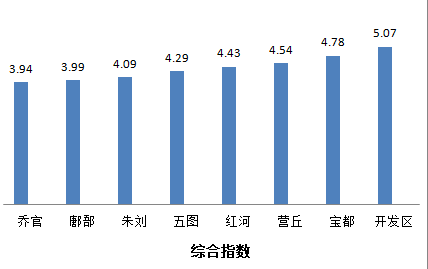 3.94 3.99 4.09 4.29 4.43 4.54 4.78 5.07
乔官 鄌郚 朱刘 五图 红河 营丘 宝都 开发区
综合指数